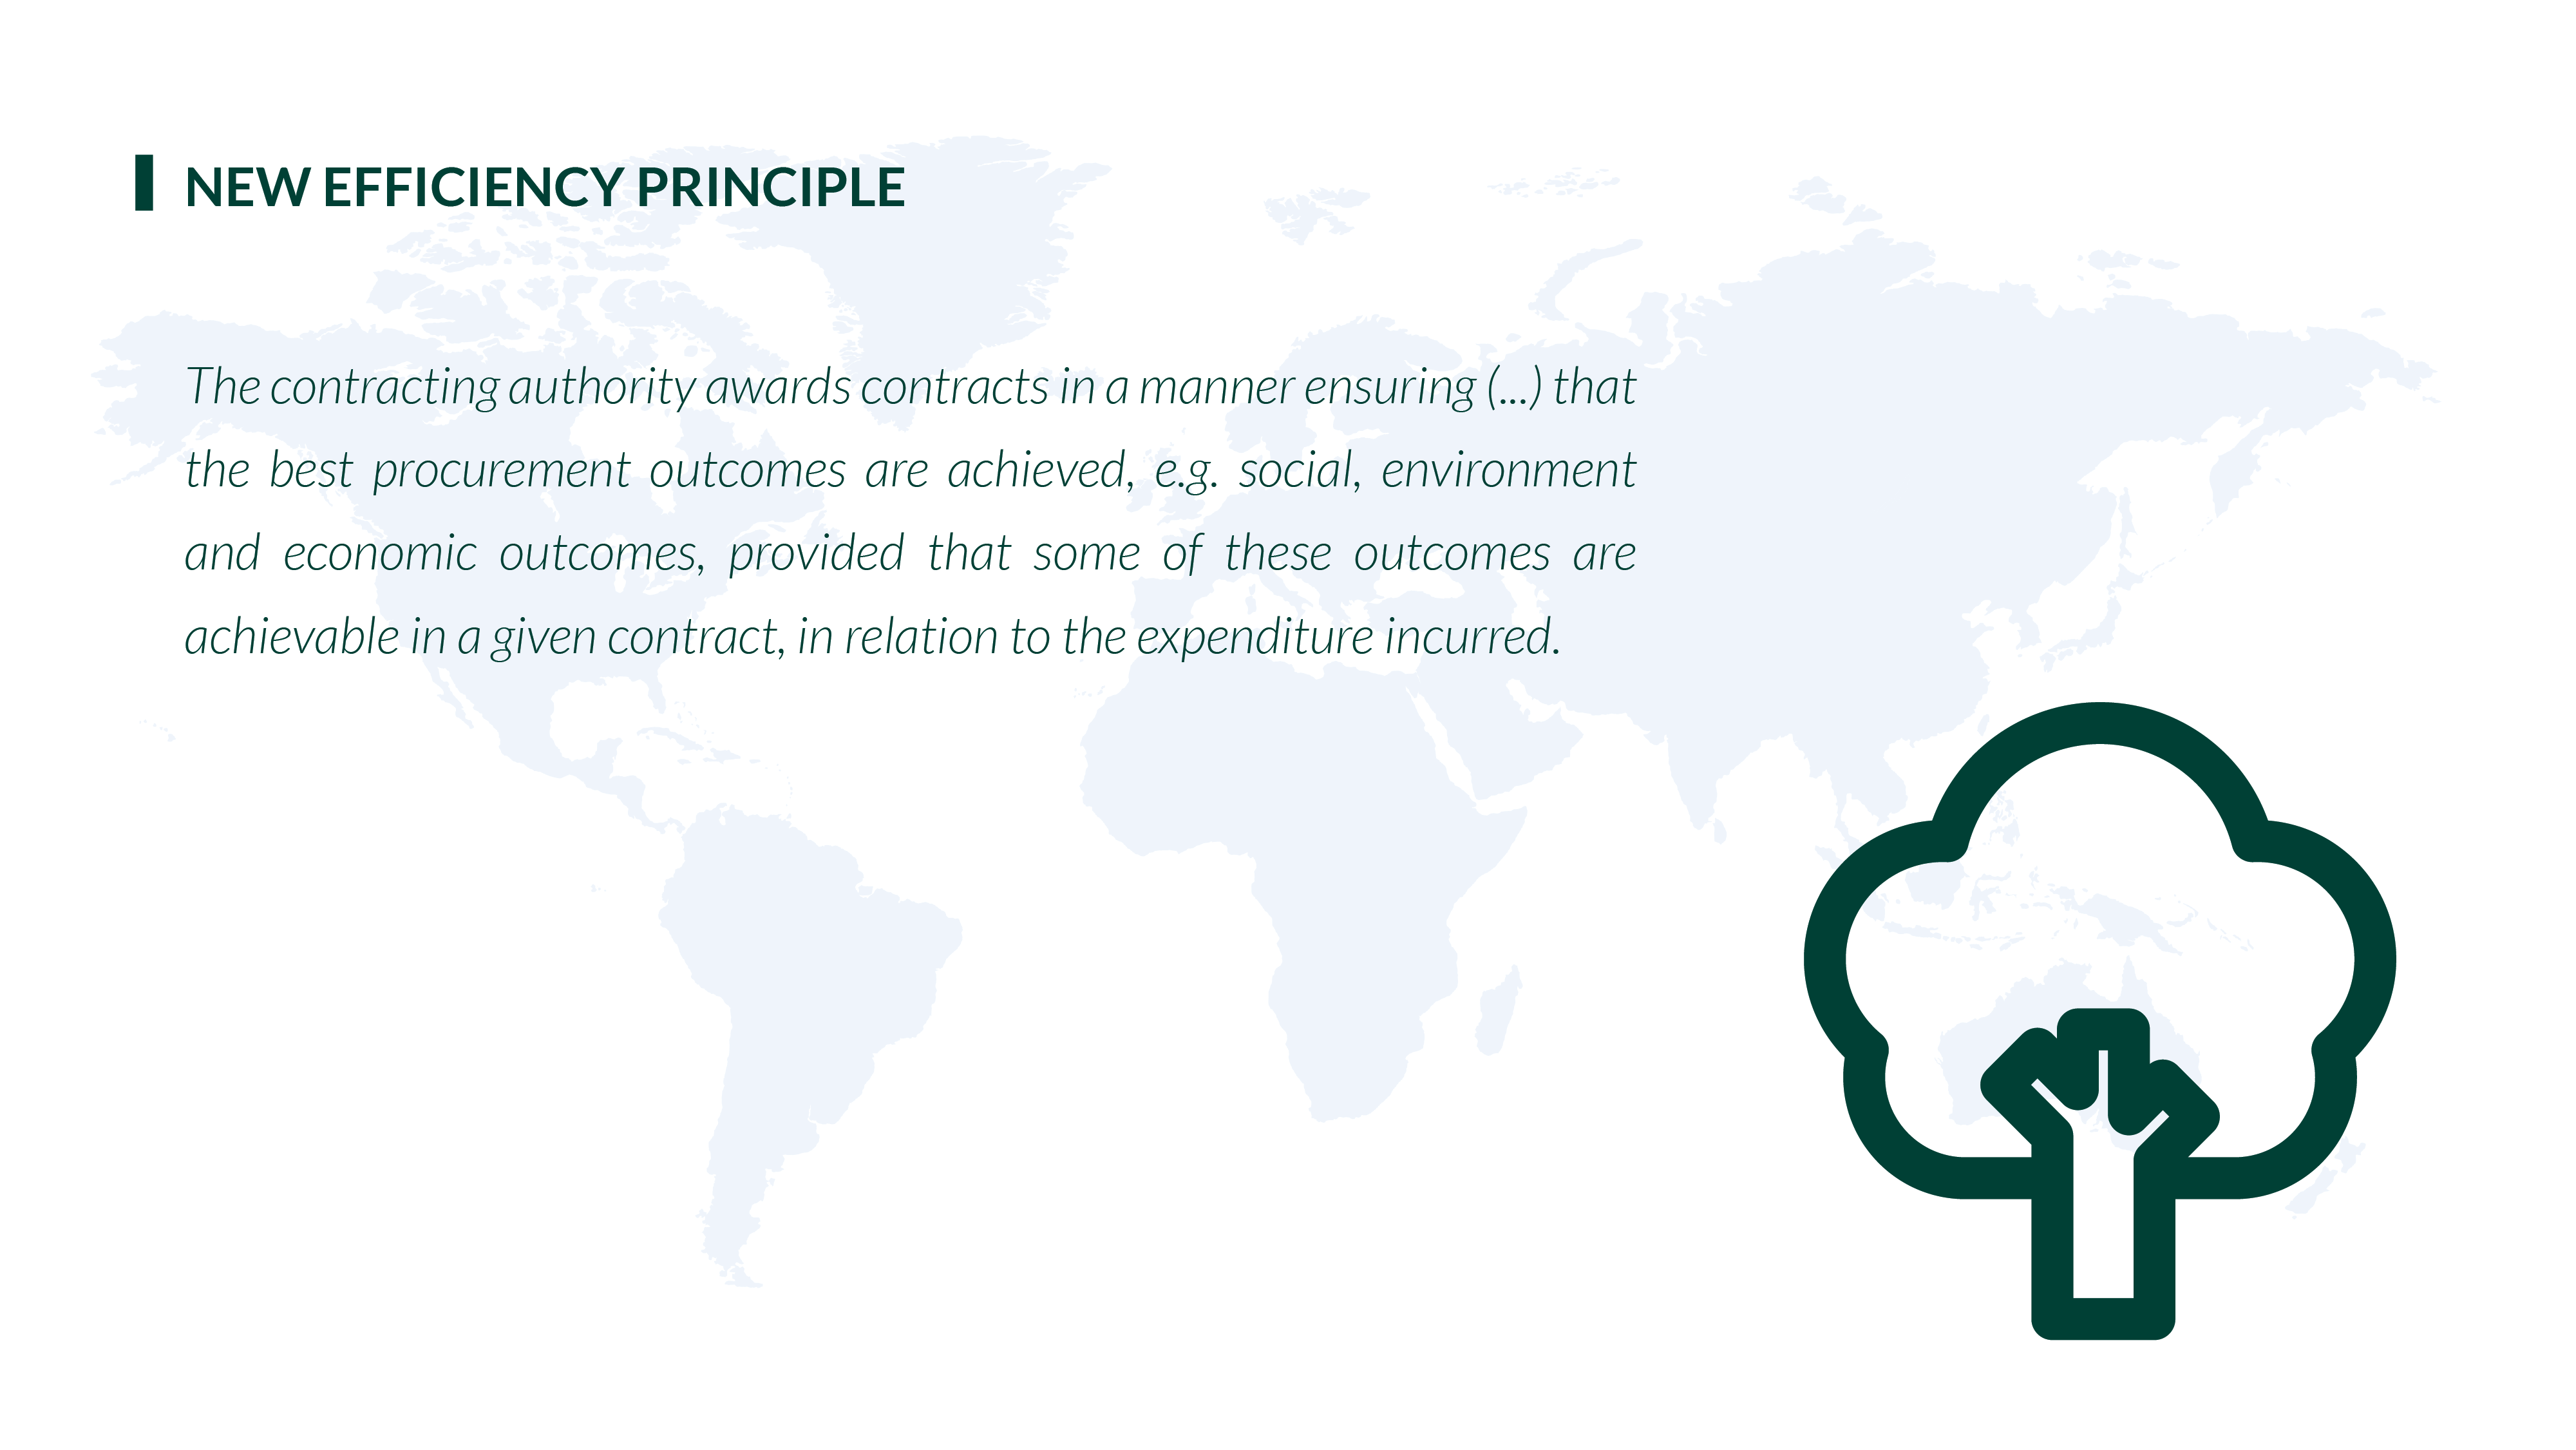 NEW EFFICIENCY PRINCIPLE
The contracting authority awards contracts in a manner ensuring (...) that
the best procurement outcomes are achieved, e.g. social, environment
and economic outcomes, provided that some of these outcomes are
achievable in a given contract, in relation to the expenditure incurred.